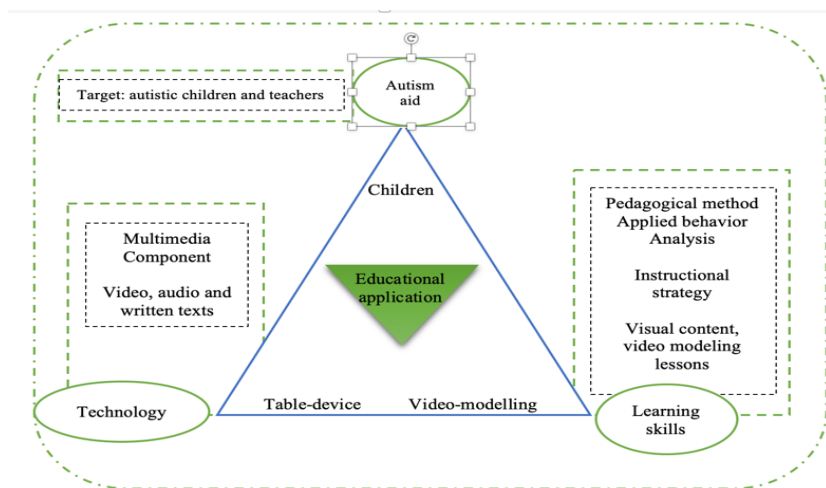 Autism
aid
Target: autistic children and teachers
Children
Multimedia
Component
Video, audio and
written texts
Educational
application
Pedagogical method
Applied behavior
Analysis
Instructional
strategy
Visual content,
video modeling
lessons
Technology
Table-device
Video-modelling
Learning
skills